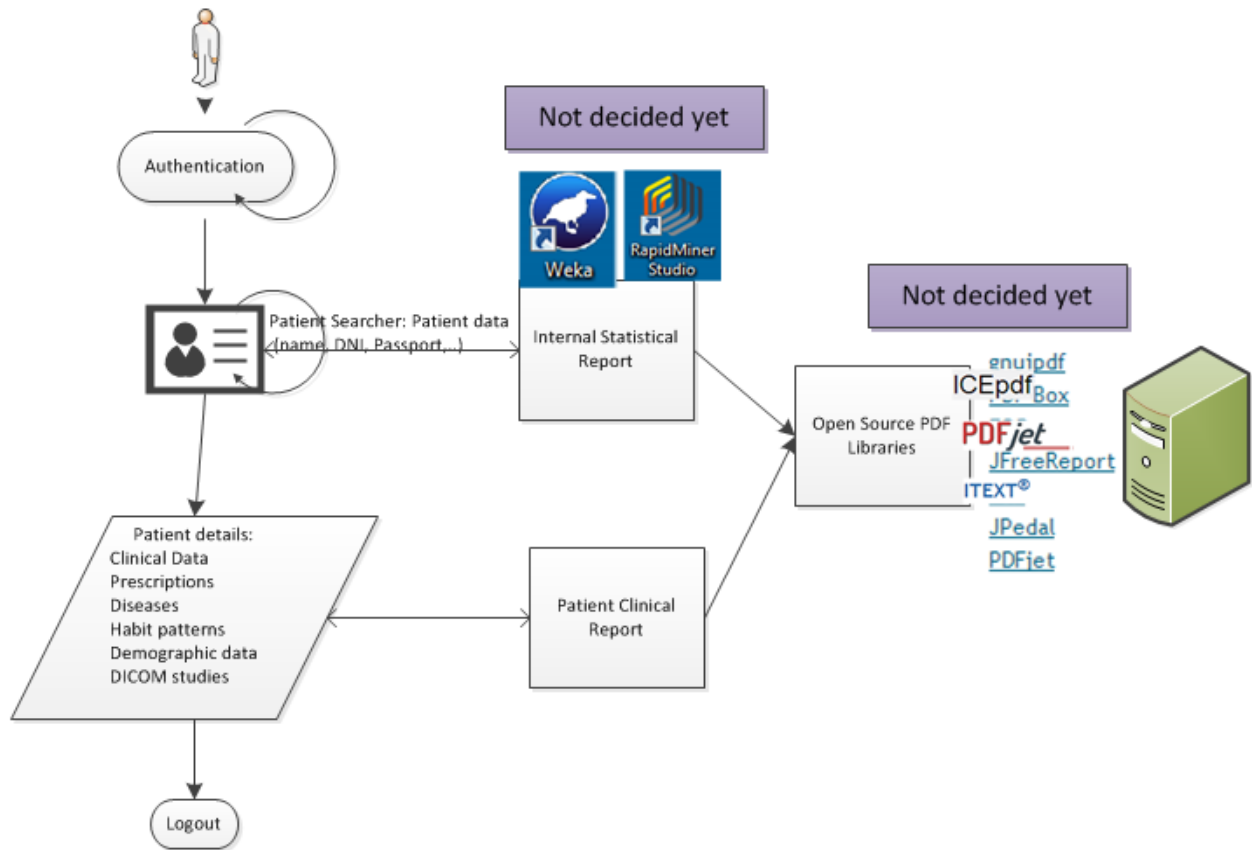 Not decided yet
Authentication
Weka
RapidMiner
Studio
Not decided yet
Patient Searcher: Patient data
(name, DNI, Passport,..)
Internal Statistical
Report
Open Source PDF
Libraries
gnujpdf
ICEpdf
Box
PDFjet
JFreeReport
ITEXT®
JPedal
PDFjet
Patient details:
Clinical Data
Prescriptions
Diseases
Habit patterns
Demographic data
DICOM studies
Patient Clinical
Report
Logout